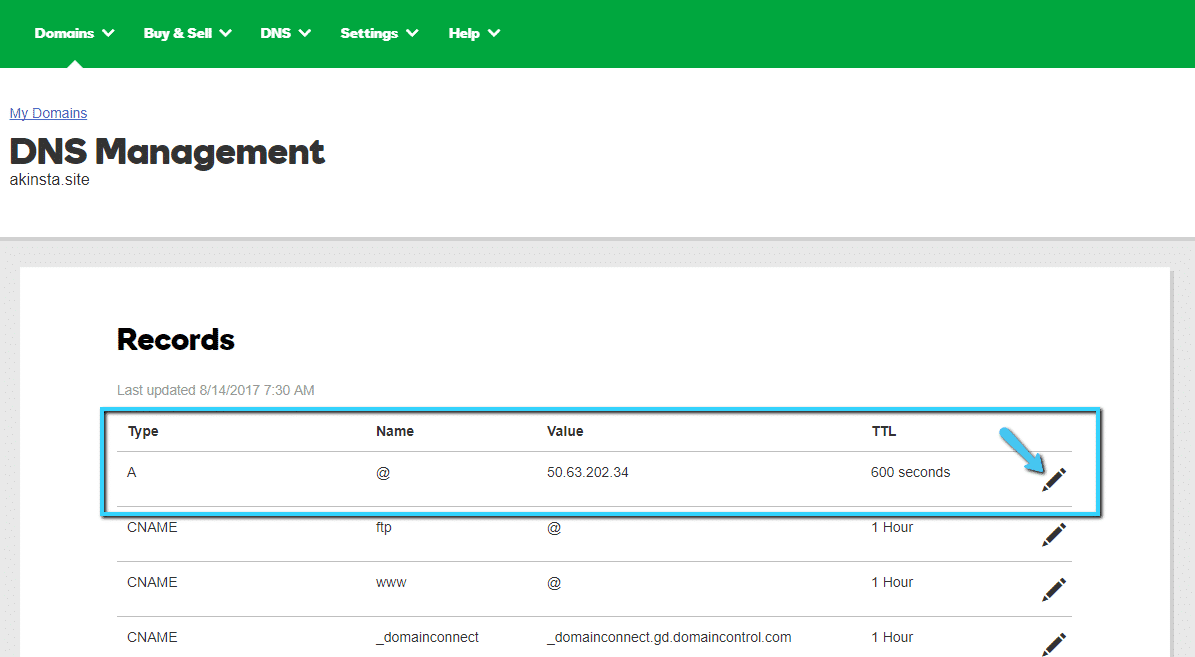 Domains Buy & Sell DNS Settings Help
My Domains
DNS Management
akinsta.site
Records
Last updated 8/14/2017 7:30 AM
Type Name Value TTL
A @ 50.63.202.34 600 seconds
CNAME ftp @ 1 Hour
CNAME www @ 1 Hour
CNAME _domainconnect _domainconnect.gd.domaincontrol.com 1 Hour